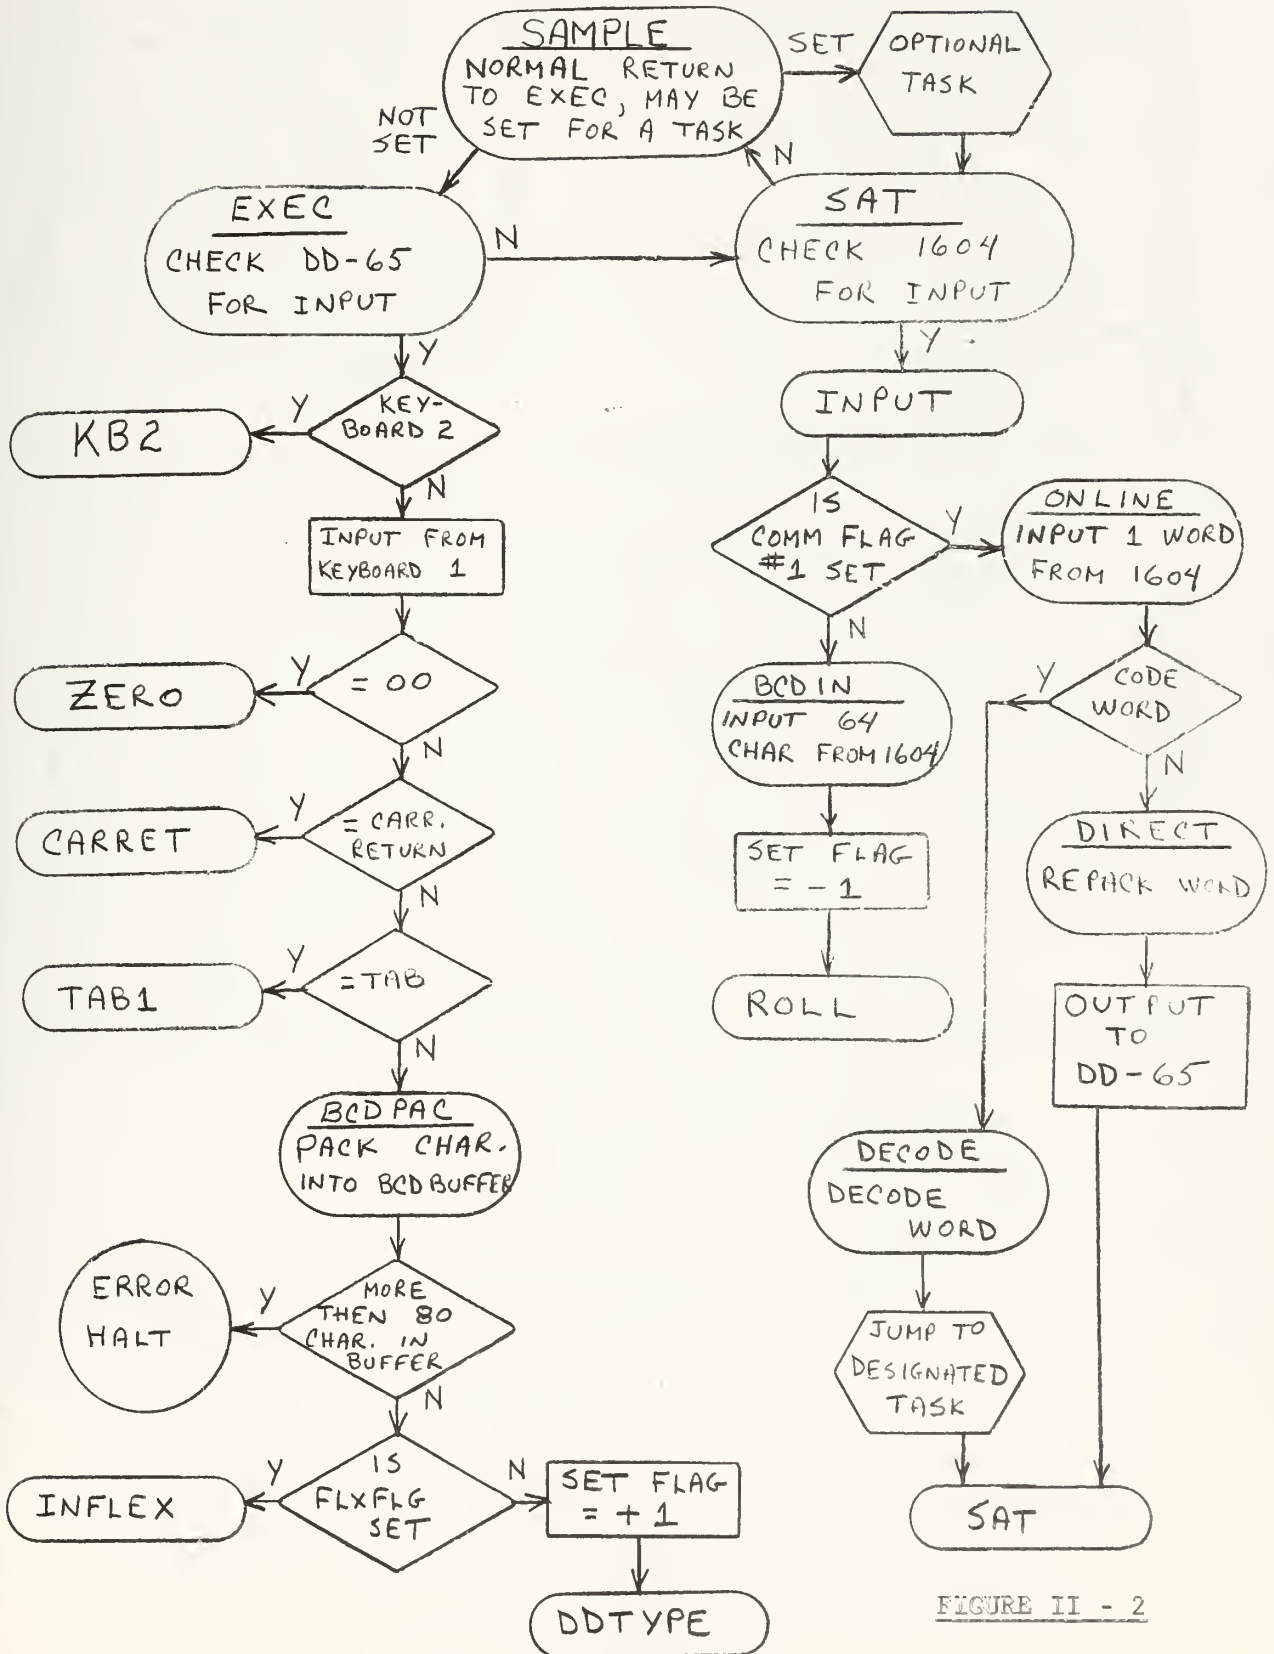 SAMPLE
NORMAL RETURN
TO EXEC, MAY BE
SET FOR A TASK
SET
OPTIONAL
TASK
NOT
SET
N
EXEC
CHECK DD-65
FOR INPUT
N
SAT
CHECK 1604
FOR INPUT
Y
Y
KEY-
BOARD 2
Y
KB2
N
INPUT FROM
KEYBOARD 1
= 00
Y
ZERO
N
= CARR.
RETURN
Y
CARRET
N
= TAB
Y
TAB1
N
BCDPAC
PACK CHAR.
INTO BCD BUFFER
MORE
THEN 80
CHAR. IN
BUFFER
Y
ERROR
HALT
N
IS
FLXFLG
SET
Y
INFLEX
N
SET FLAG
= + 1
DDTYPE
INPUT
IS
COMM FLAG
#1 SET
Y
ONLINE
INPUT 1 WORD
FROM 1604
N
BCDIN
INPUT 64
CHAR FROM 1604
SET FLAG
= - 1
ROLL
CODE
WORD
Y
N
DIRECT
REPACK WORD
OUTPUT
TO
DD-65
DECODE
DECODE
WORD
JUMP TO
DESIGNATED
TASK
SAT
FIGURE II - 2